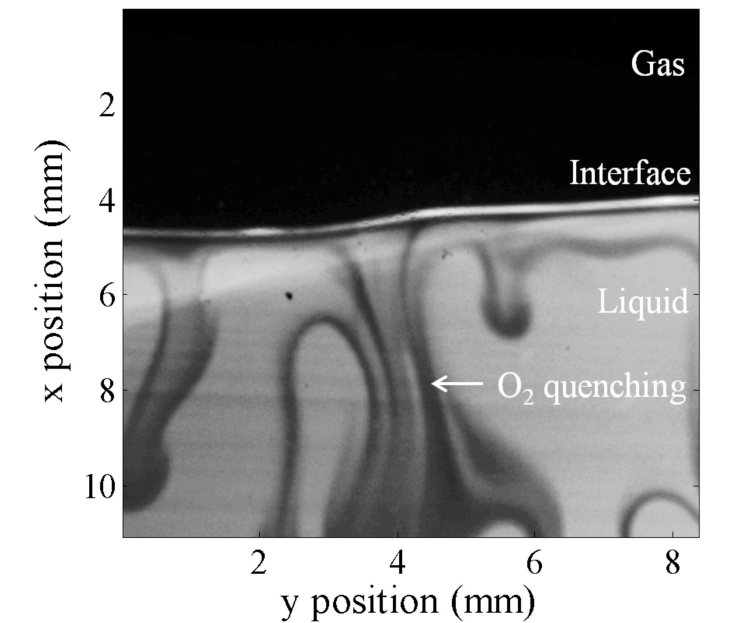 Gas
2
Interface
4
6
Liquid
x position (mm)
8
O₂ quenching
10
2 4 6 8
y position (mm)